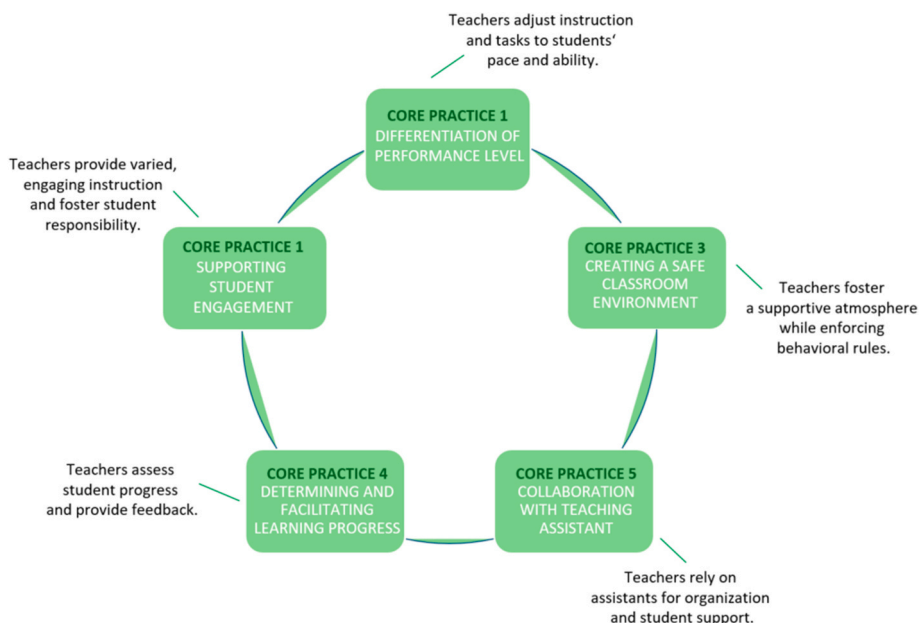 Teachers adjust instruction
and tasks to students‘
pace and ability.
CORE PRACTICE 1
DIFFERENTIATION OF
PERFORMANCE LEVEL
Teachers provide varied,
engaging instruction
and foster student
responsibility.
CORE PRACTICE 1
SUPPORTING
STUDENT
ENGAGEMENT
CORE PRACTICE 3
CREATING A SAFE
CLASSROOM
ENVIRONMENT
Teachers foster
a supportive atmosphere
while enforcing
behavioral rules.
Teachers assess
student progress
and provide feedback.
CORE PRACTICE 4
DETERMINING AND
FACILITATING
LEARNING PROGRESS
CORE PRACTICE 5
COLLABORATION
WITH TEACHING
ASSISTANT
Teachers rely on
assistants for organization
and student support.